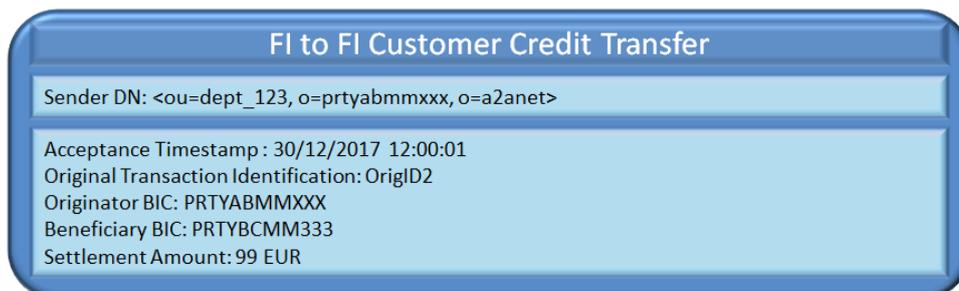 FI to FI Customer Credit Transfer
Sender DN: <ou=dept_123, o=prtyabmmxxx, o=a2anet>
Acceptance Timestamp : 30/12/2017 12:00:01
Original Transaction Identification: OrigID2
Originator BIC: PRTYABMMXXX
Beneficiary BIC: PRTYBCMM333
Settlement Amount: 99 EUR